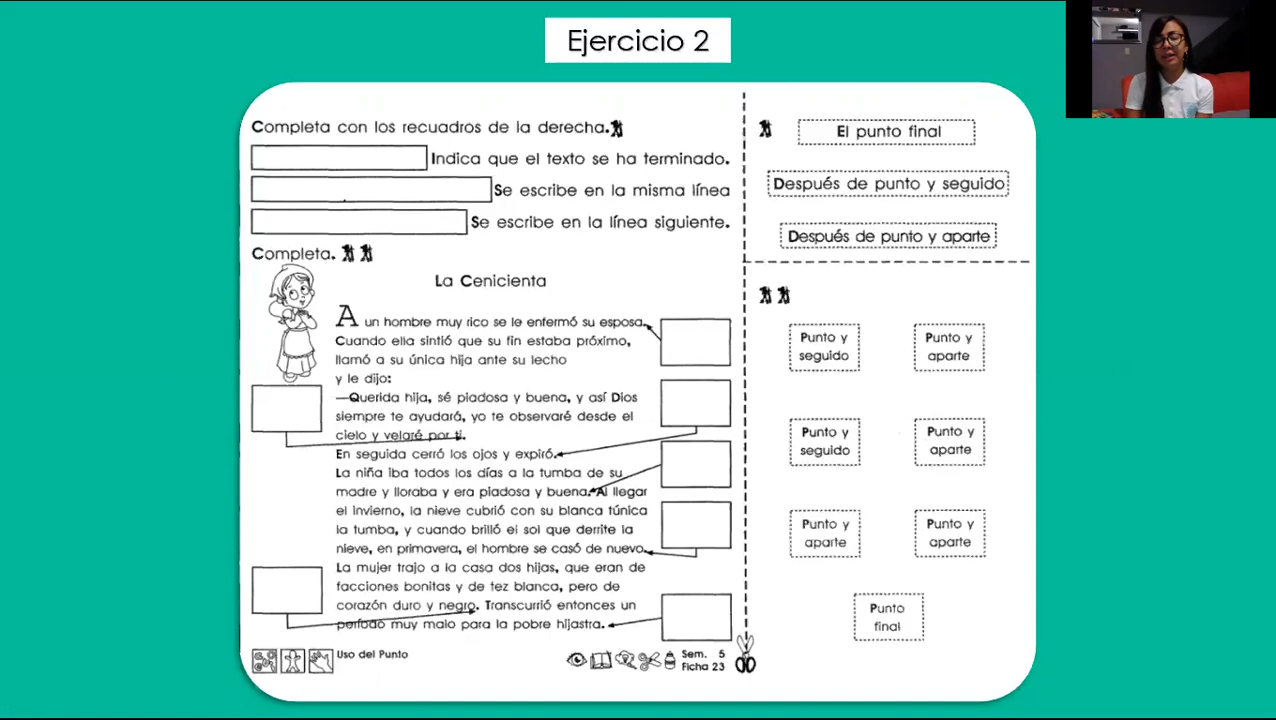 Ejercicio 2
Completa con los recuadros de la derecha.
Indica que el texto se ha terminado.
Se escribe en la misma línea
Se escribe en la línea siguiente.
Completa.
La Cenicienta
A un hombre muy rico se le enfermó su esposa.
Cuando ella sintió que su fin estaba próximo,
llamó a su única hija ante su lecho
y le dijo:
—Querida hija, sé piadosa y buena, y así Dios
siempre te ayudará, yo te observaré desde el
cielo y velaré por ti.
En seguida cerró los ojos y expiró.
La niña iba todos los días a la tumba de su
madre y lloraba y era piadosa y buena. Al llegar
el invierno, la nieve cubrió con su blanca túnica
la tumba, y cuando brilló el sol que derrite la
nieve, en primavera, el hombre se casó de nuevo.
La mujer trajo a la casa dos hijas, que eran de
facciones bonitas y de tez blanca, pero de
corazón duro y negro. Transcurrió entonces un
período muy malo para la pobre hijastra.
Uso del Punto
Sem. 5
Ficha 23
El punto final
Después de punto y seguido
Después de punto y aparte
Punto y
seguido
Punto y
aparte
Punto y
seguido
Punto y
aparte
Punto y
aparte
Punto y
aparte
Punto
final